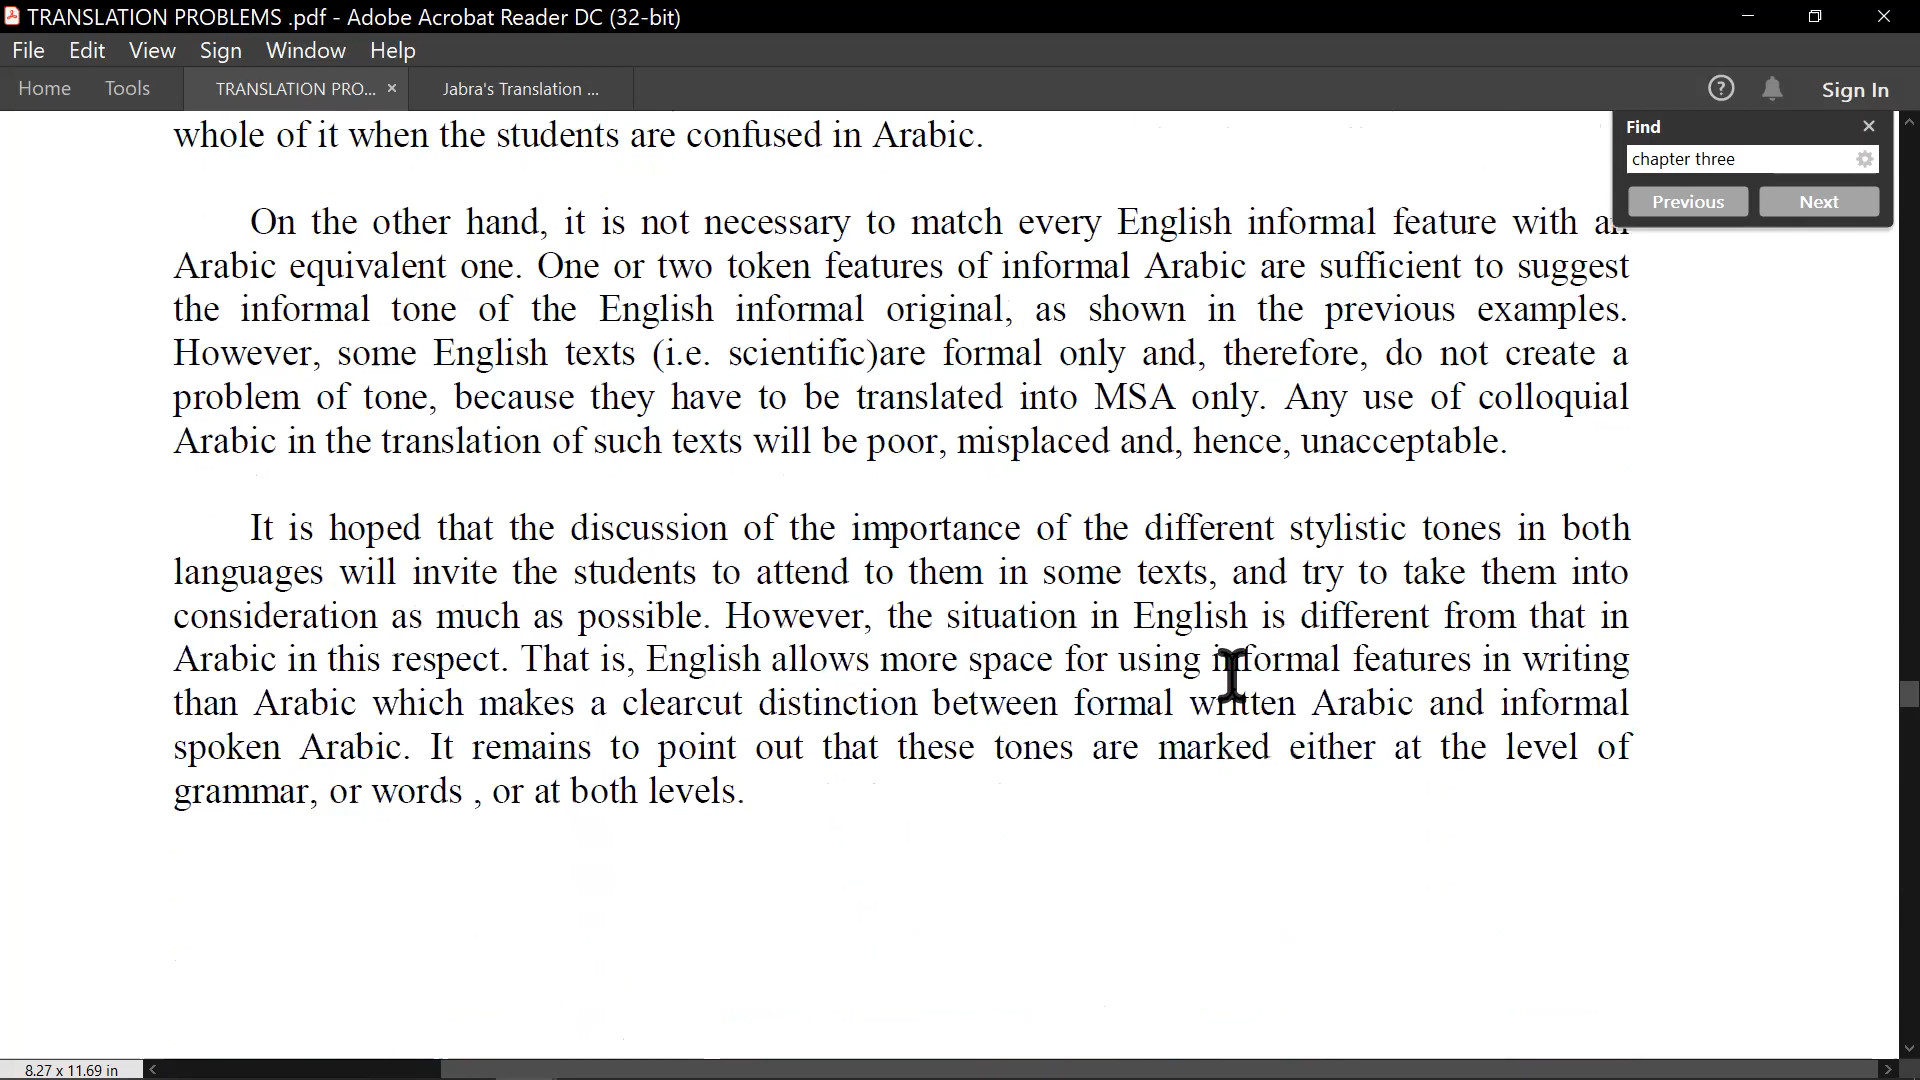 TRANSLATION PROBLEMS .pdf - Adobe Acrobat Reader DC (32-bit)
File Edit View Sign Window Help
Home Tools TRANSLATION PRO... × Jabra's Translation ... Sign In
Find
chapter three
Previous Next
whole of it when the students are confused in Arabic.
On the other hand, it is not necessary to match every English informal feature with an
Arabic equivalent one. One or two token features of informal Arabic are sufficient to suggest
the informal tone of the English informal original, as shown in the previous examples.
However, some English texts (i.e. scientific)are formal only and, therefore, do not create a
problem of tone, because they have to be translated into MSA only. Any use of colloquial
Arabic in the translation of such texts will be poor, misplaced and, hence, unacceptable.
It is hoped that the discussion of the importance of the different stylistic tones in both
languages will invite the students to attend to them in some texts, and try to take them into
consideration as much as possible. However, the situation in English is different from that in
Arabic in this respect. That is, English allows more space for using informal features in writing
than Arabic which makes a clearcut distinction between formal written Arabic and informal
spoken Arabic. It remains to point out that these tones are marked either at the level of
grammar, or words , or at both levels.
8.27 x 11.69 in